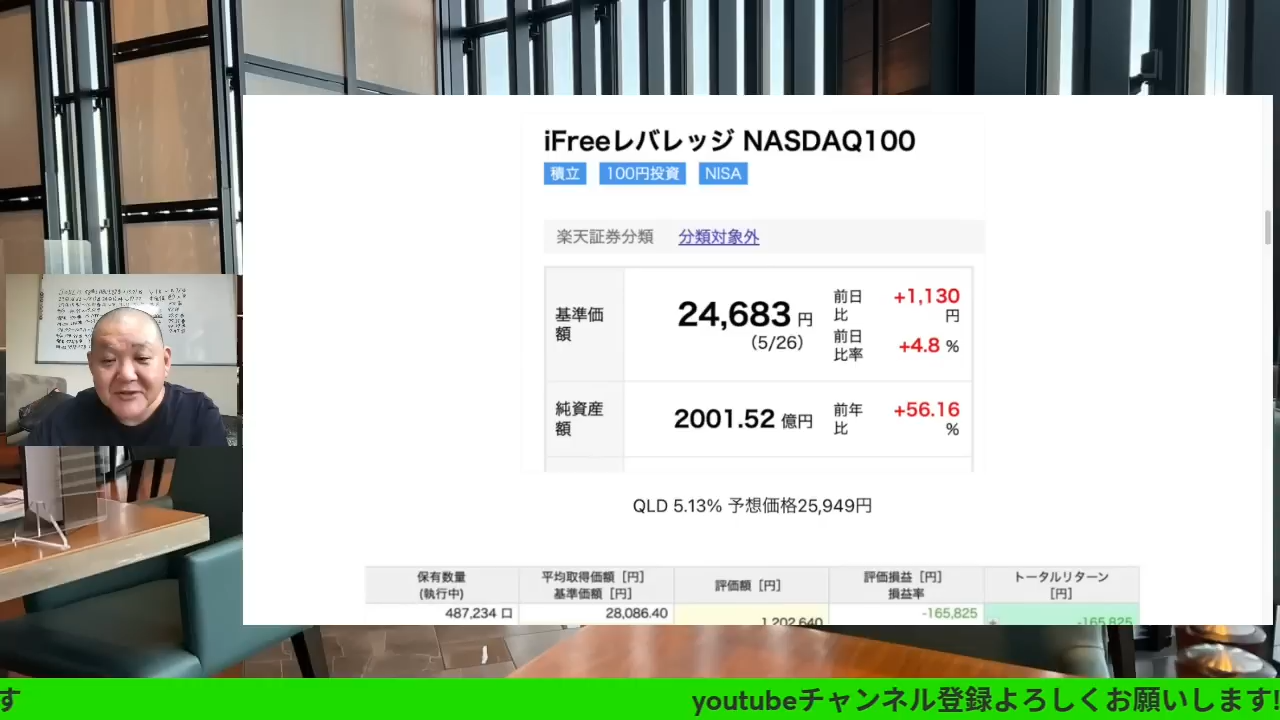 iFreeレバレッジ NASDAQ100
積立 100円投資 NISA
楽天証券分類 分類対象外
基準価額 24,683 円 (5/26) 前日比 +1,130 円 前日比率 +4.8 %
純資産額 2001.52 億円 前年比 +56.16 %
QLD 5.13% 予想価格25,949円
保有数量 (執行中) 平均取得価額［円］ 基準価額［円］ 評価額［円］ 評価損益［円］ 損益率 トータルリターン ［円］
487,234 口 28,086.40 1,202,640 -165,825 -165,825
す youtubeチャンネル登録よろしくお願いします!